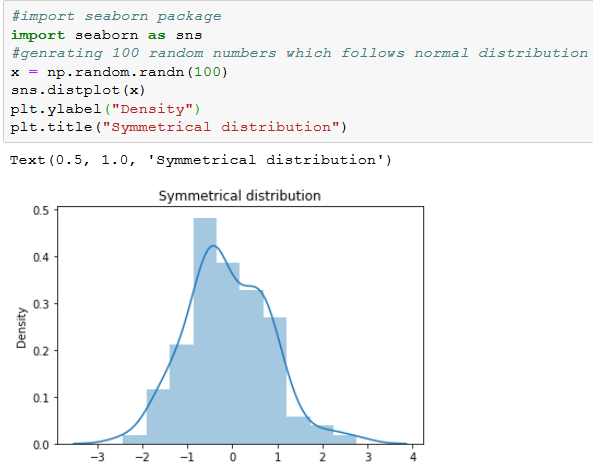 #import seaborn package
import seaborn as sns
#genrating 100 random numbers which follows normal distribution
x = np.random.randn(100)
sns.distplot(x)
plt.ylabel("Density")
plt.title("Symmetrical distribution")
Text(0.5, 1.0, 'Symmetrical distribution')
Symmetrical distribution
0.5
0.4
0.3
0.2
0.1
0.0
Density
−3 −2 −1 0 1 2 3 4